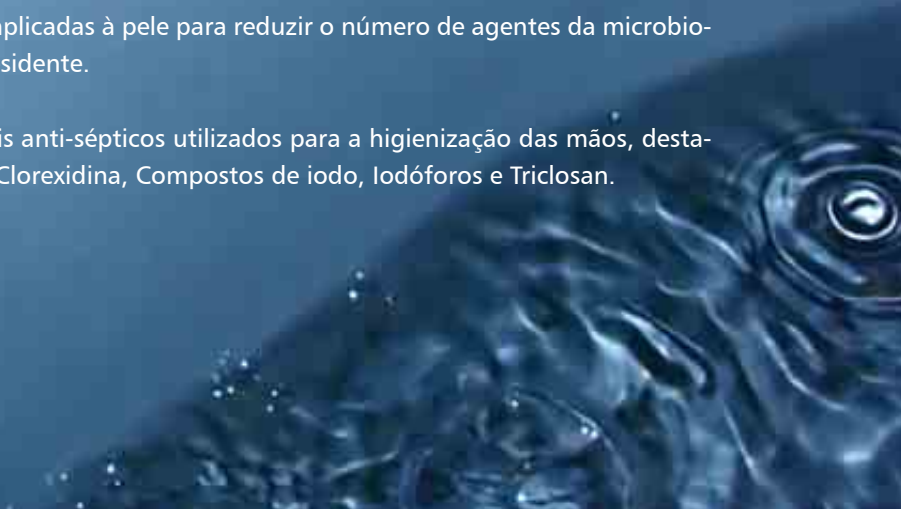 aplicadas à pele para reduzir o número de agentes da microbio-
sidente.
is anti-sépticos utilizados para a higienização das mãos, desta-
Clorexidina, Compostos de iodo, Iodóforos e Triclosan.